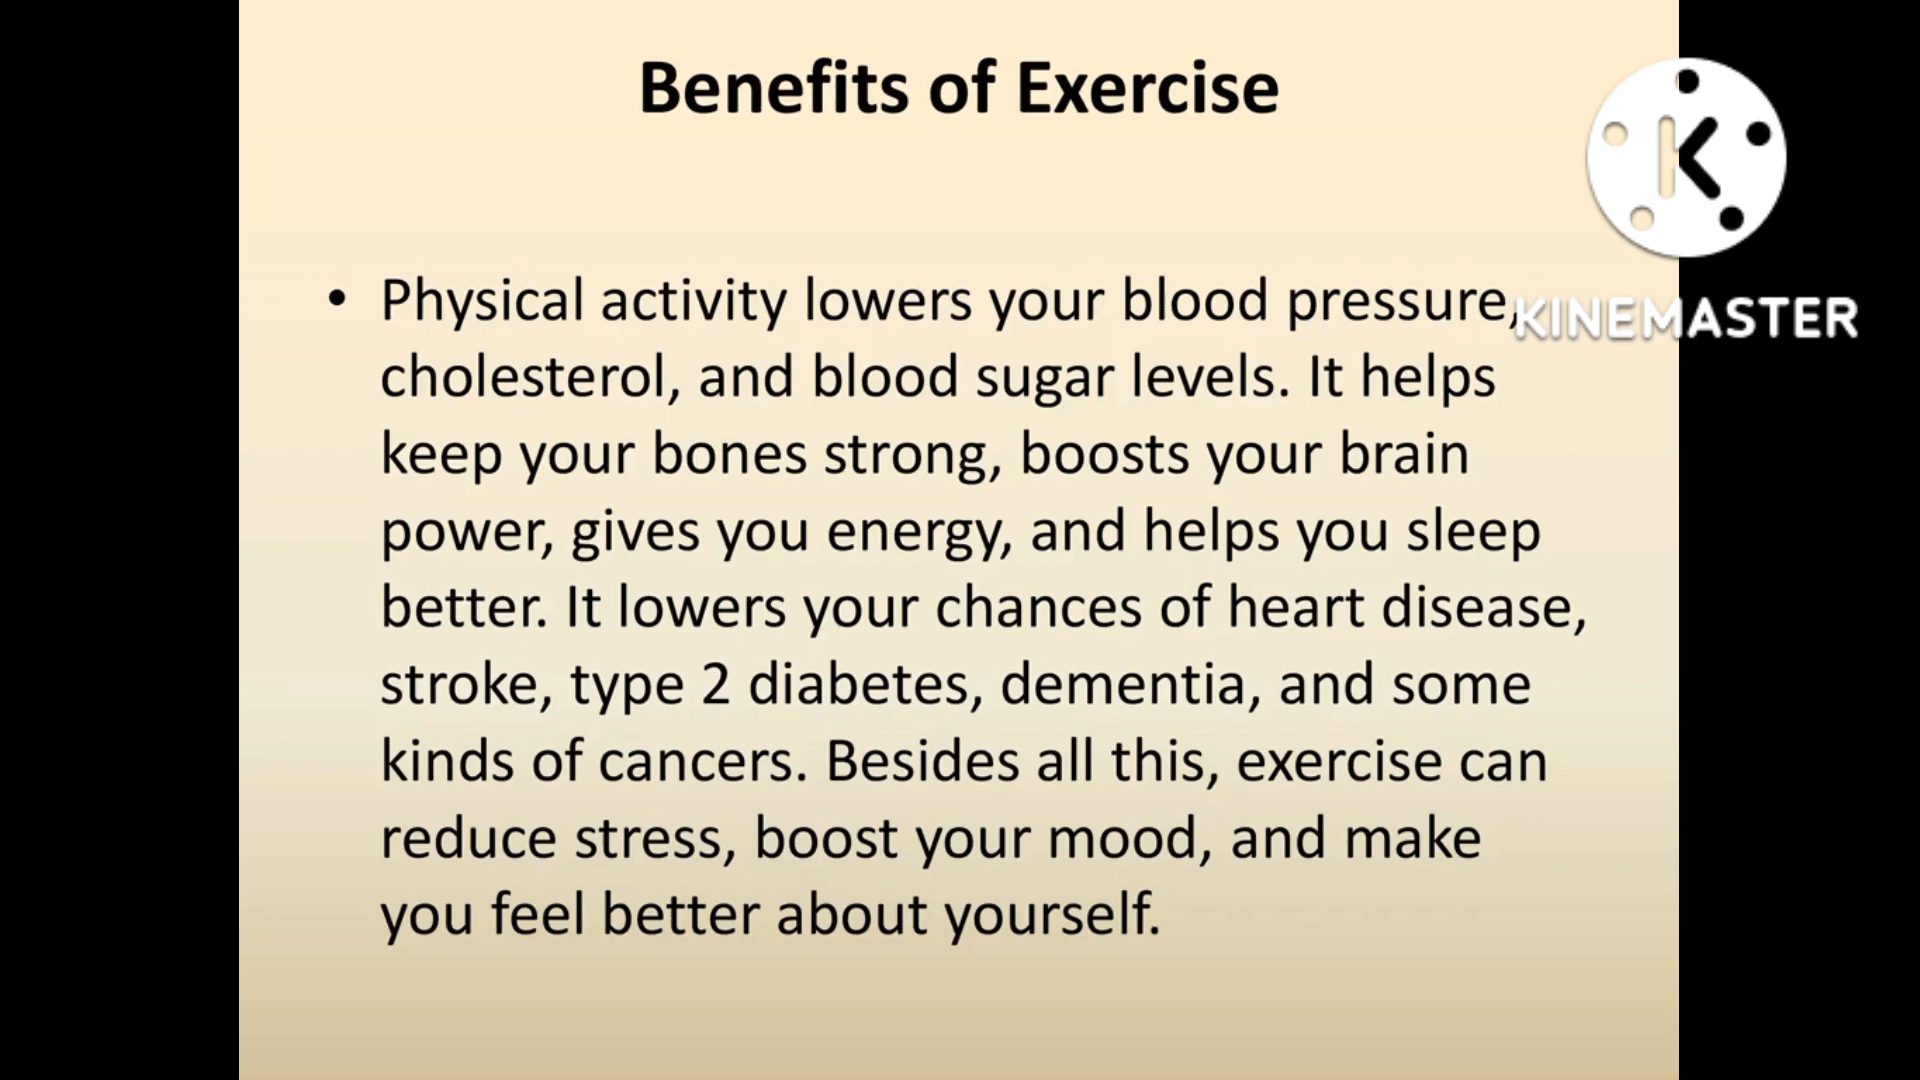 Benefits of Exercise
K
KINEMASTER
• Physical activity lowers your blood pressure,
cholesterol, and blood sugar levels. It helps
keep your bones strong, boosts your brain
power, gives you energy, and helps you sleep
better. It lowers your chances of heart disease,
stroke, type 2 diabetes, dementia, and some
kinds of cancers. Besides all this, exercise can
reduce stress, boost your mood, and make
you feel better about yourself.